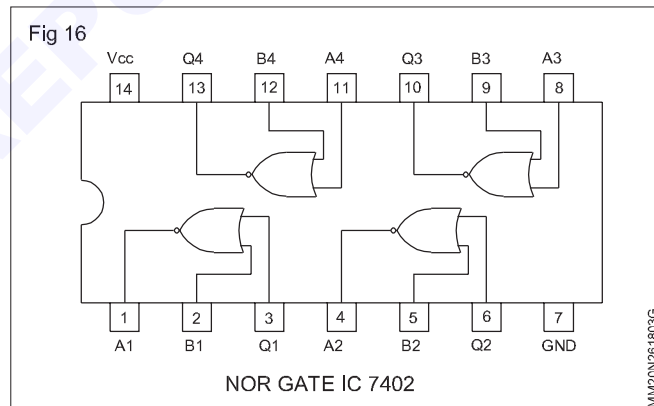 Fig 16
Vcc Q4 B4 A4 Q3 B3 A3
14 13 12 11 10 9 8
1 2 3 4 5 6 7
A1 B1 Q1 A2 B2 Q2 GND
NOR GATE IC 7402
MM20N261803G